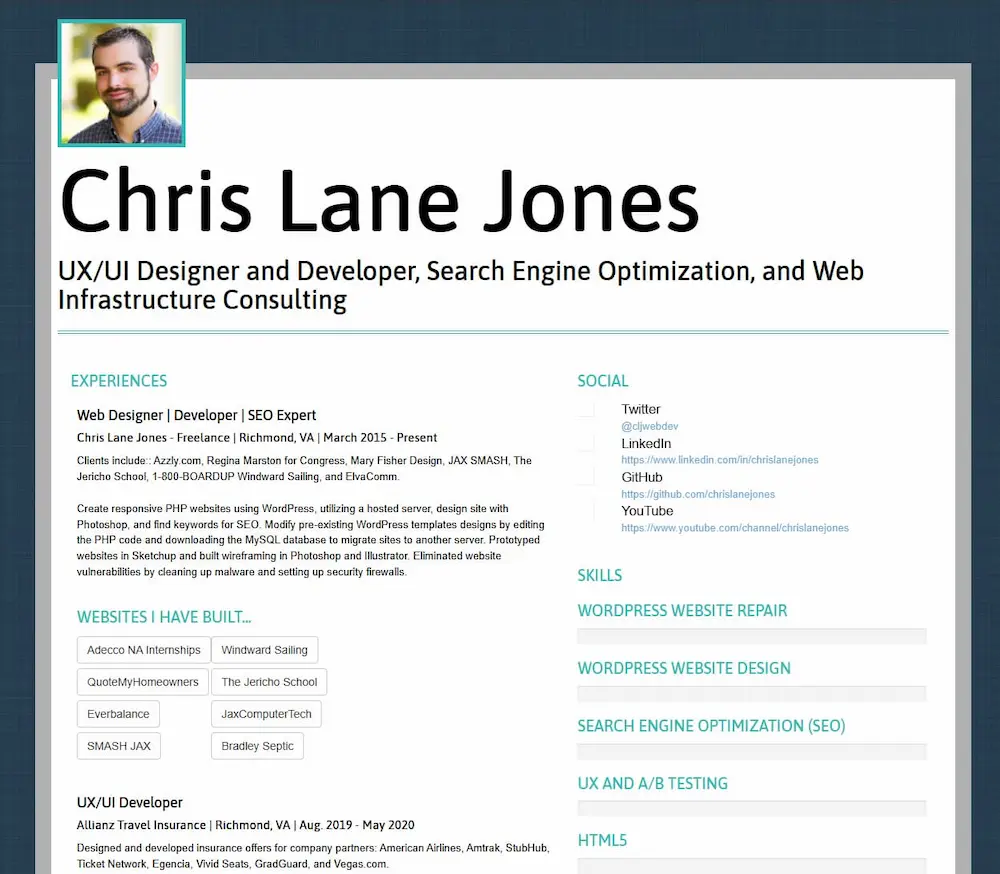 Chris Lane Jones
UX/UI Designer and Developer, Search Engine Optimization, and Web
Infrastructure Consulting
EXPERIENCES
Web Designer | Developer | SEO Expert
Chris Lane Jones - Freelance | Richmond, VA | March 2015 - Present
Clients include:: Azzly.com, Regina Marston for Congress, Mary Fisher Design, JAX SMASH, The
Jericho School, 1-800-BOARDUP Windward Sailing, and ElvaComm.
Create responsive PHP websites using WordPress, utilizing a hosted server, design site with
Photoshop, and find keywords for SEO. Modify pre-existing WordPress templates designs by editing
the PHP code and downloading the MySQL database to migrate sites to another server. Prototyped
websites in Sketchup and built wireframing in Photoshop and Illustrator. Eliminated website
vulnerabilities by cleaning up malware and setting up security firewalls.
WEBSITES I HAVE BUILT...
Adecco NA Internships
Windward Sailing
QuoteMyHomeowners
The Jericho School
Everbalance
JaxComputerTech
SMASH JAX
Bradley Septic
UX/UI Developer
Allianz Travel Insurance | Richmond, VA | Aug. 2019 - May 2020
Designed and developed insurance offers for company partners: American Airlines, Amtrak, StubHub,
Ticket Network, Egencia, Vivid Seats, GradGuard, and Vegas.com.
SOCIAL
Twitter
@cljwebdev
LinkedIn
https://www.linkedin.com/in/chrislanejones
GitHub
https://github.com/chrislanejones
YouTube
https://www.youtube.com/channel/chrislanejones
SKILLS
WORDPRESS WEBSITE REPAIR
WORDPRESS WEBSITE DESIGN
SEARCH ENGINE OPTIMIZATION (SEO)
UX AND A/B TESTING
HTML5